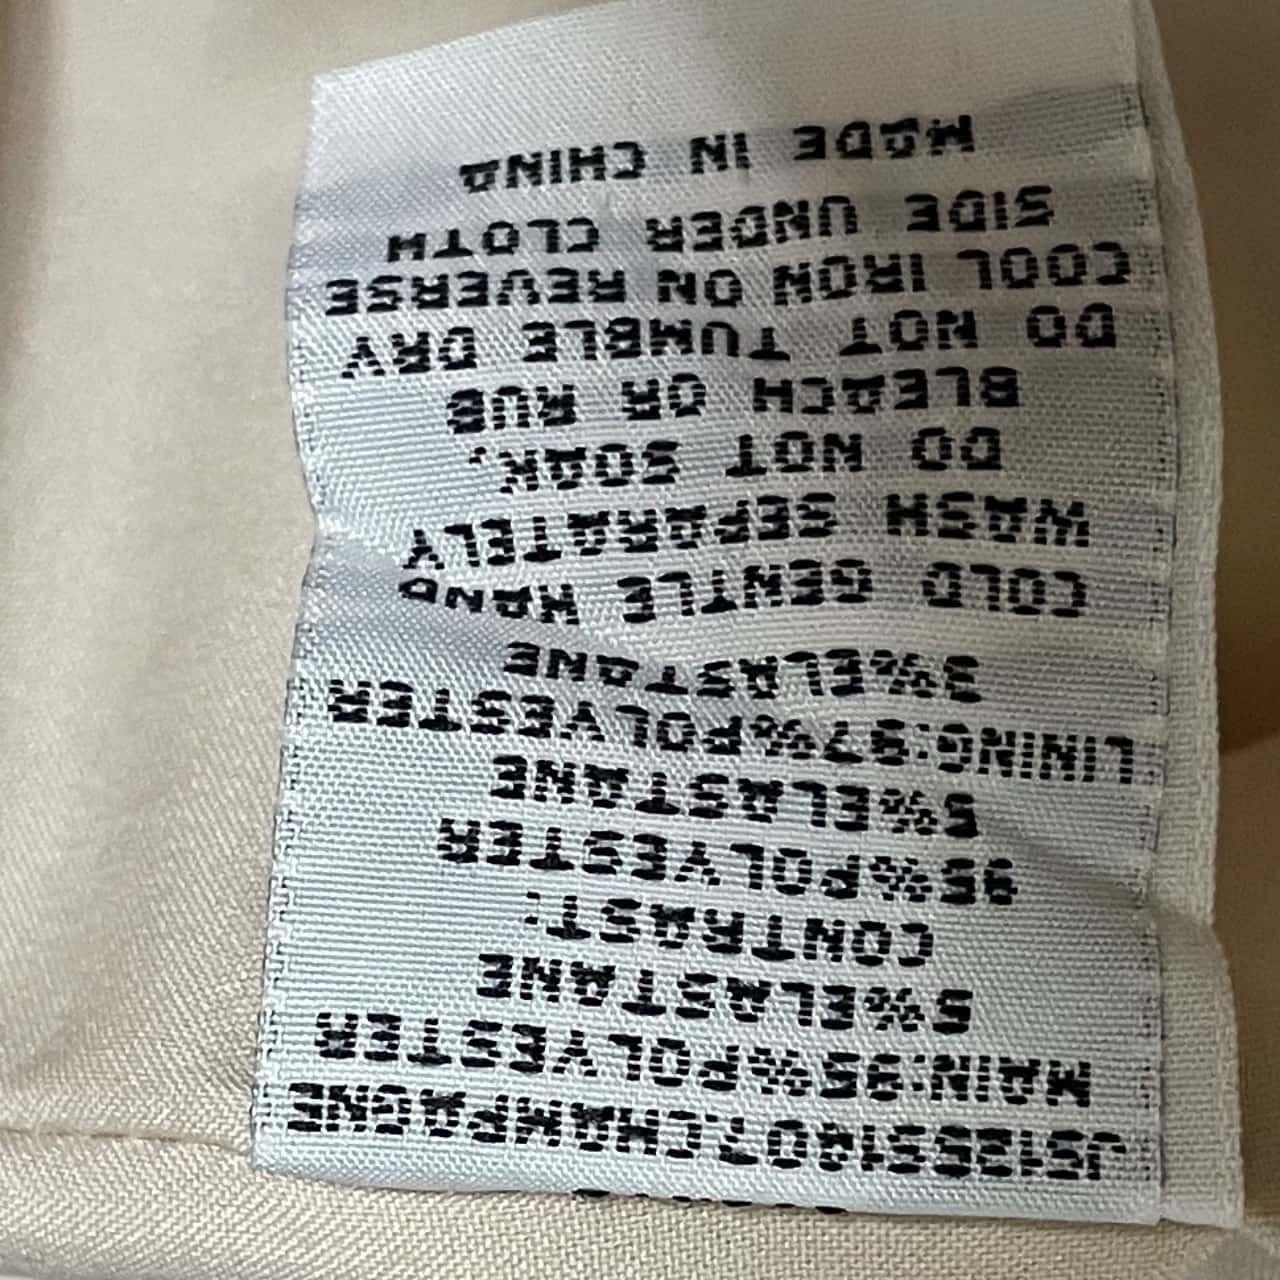 CHAMPAGNE
MAIN:95%POLYESTER
5%ELASTANE
CONTRAST:
95%POLYESTER
5%ELASTANE
LINING:97%POLYESTER
3%ELASTANE
COLD GENTLE HAND
WASH SEPARATELY
DO NOT SOAK,
BLEACH OR RUB
DO NOT TUMBLE DRY
COOL IRON ON REVERSE
SIDE UNDER CLOTH
MADE IN CHINA